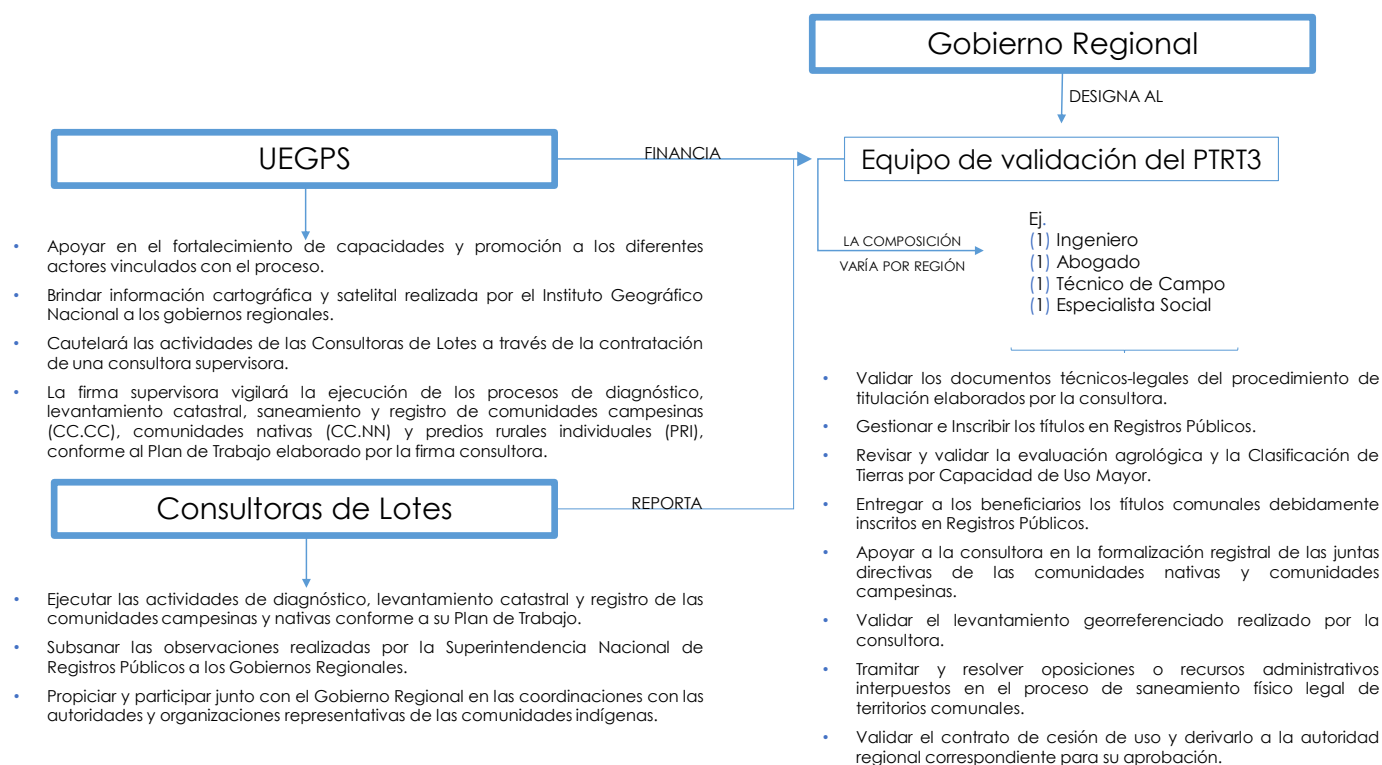 Gobierno Regional
DESIGNA AL
UEGPS
FINANCIA
Equipo de validación del PTRT3
• Apoyar en el fortalecimiento de capacidades y promoción a los diferentes
actores vinculados con el proceso.
• Brindar información cartográfica y satelital realizada por el Instituto Geográfico
Nacional a los gobiernos regionales.
• Cautelará las actividades de las Consultoras de Lotes a través de la contratación
de una consultora supervisora.
• La firma supervisora vigilará la ejecución de los procesos de diagnóstico,
levantamiento catastral, saneamiento y registro de comunidades campesinas
(CC.CC), comunidades nativas (CC.NN) y predios rurales individuales (PRI),
conforme al Plan de Trabajo elaborado por la firma consultora.
LA COMPOSICIÓN
VARÍA POR REGIÓN
Ej.
(1) Ingeniero
(1) Abogado
(1) Técnico de Campo
(1) Especialista Social
Consultoras de Lotes
REPORTA
• Ejecutar las actividades de diagnóstico, levantamiento catastral y registro de las
comunidades campesinas y nativas conforme a su Plan de Trabajo.
• Subsanar las observaciones realizadas por la Superintendencia Nacional de
Registros Públicos a los Gobiernos Regionales.
• Propiciar y participar junto con el Gobierno Regional en las coordinaciones con las
autoridades y organizaciones representativas de las comunidades indígenas.
• Validar los documentos técnicos-legales del procedimiento de
titulación elaborados por la consultora.
• Gestionar e Inscribir los títulos en Registros Públicos.
• Revisar y validar la evaluación agrológica y la Clasificación de
Tierras por Capacidad de Uso Mayor.
• Entregar a los beneficiarios los títulos comunales debidamente
inscritos en Registros Públicos.
• Apoyar a la consultora en la formalización registral de las juntas
directivas de las comunidades nativas y comunidades
campesinas.
• Validar el levantamiento georreferenciado realizado por la
consultora.
• Tramitar y resolver oposiciones o recursos administrativos
interpuestos en el proceso de saneamiento físico legal de
territorios comunales.
• Validar el contrato de cesión de uso y derivarlo a la autoridad
regional correspondiente para su aprobación.